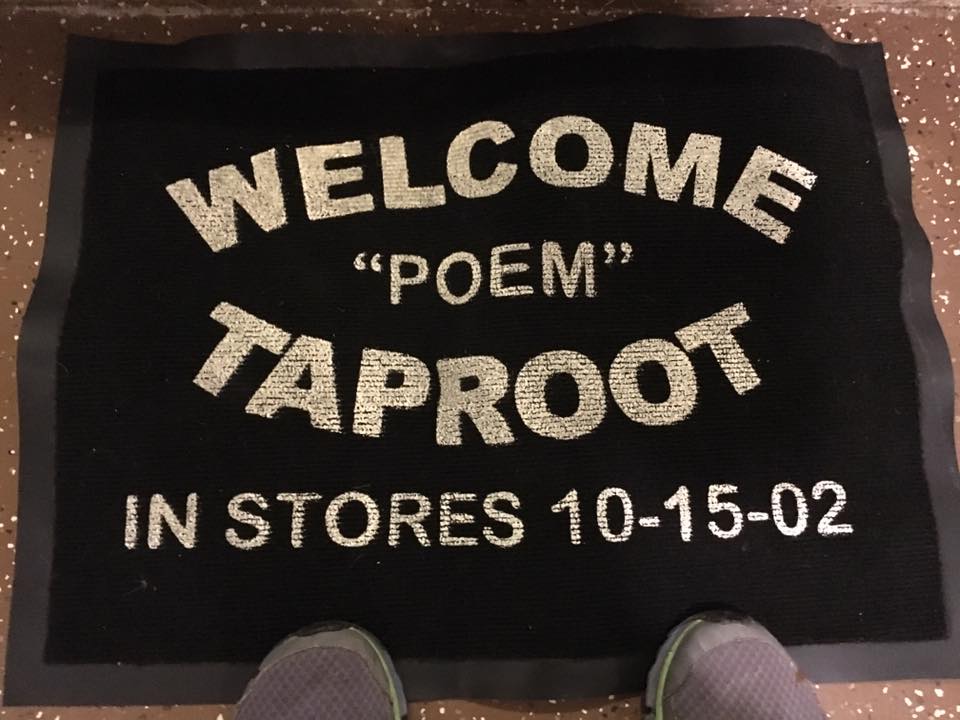 WELCOME
“POEM”
TAPROOT
IN STORES 10-15-02